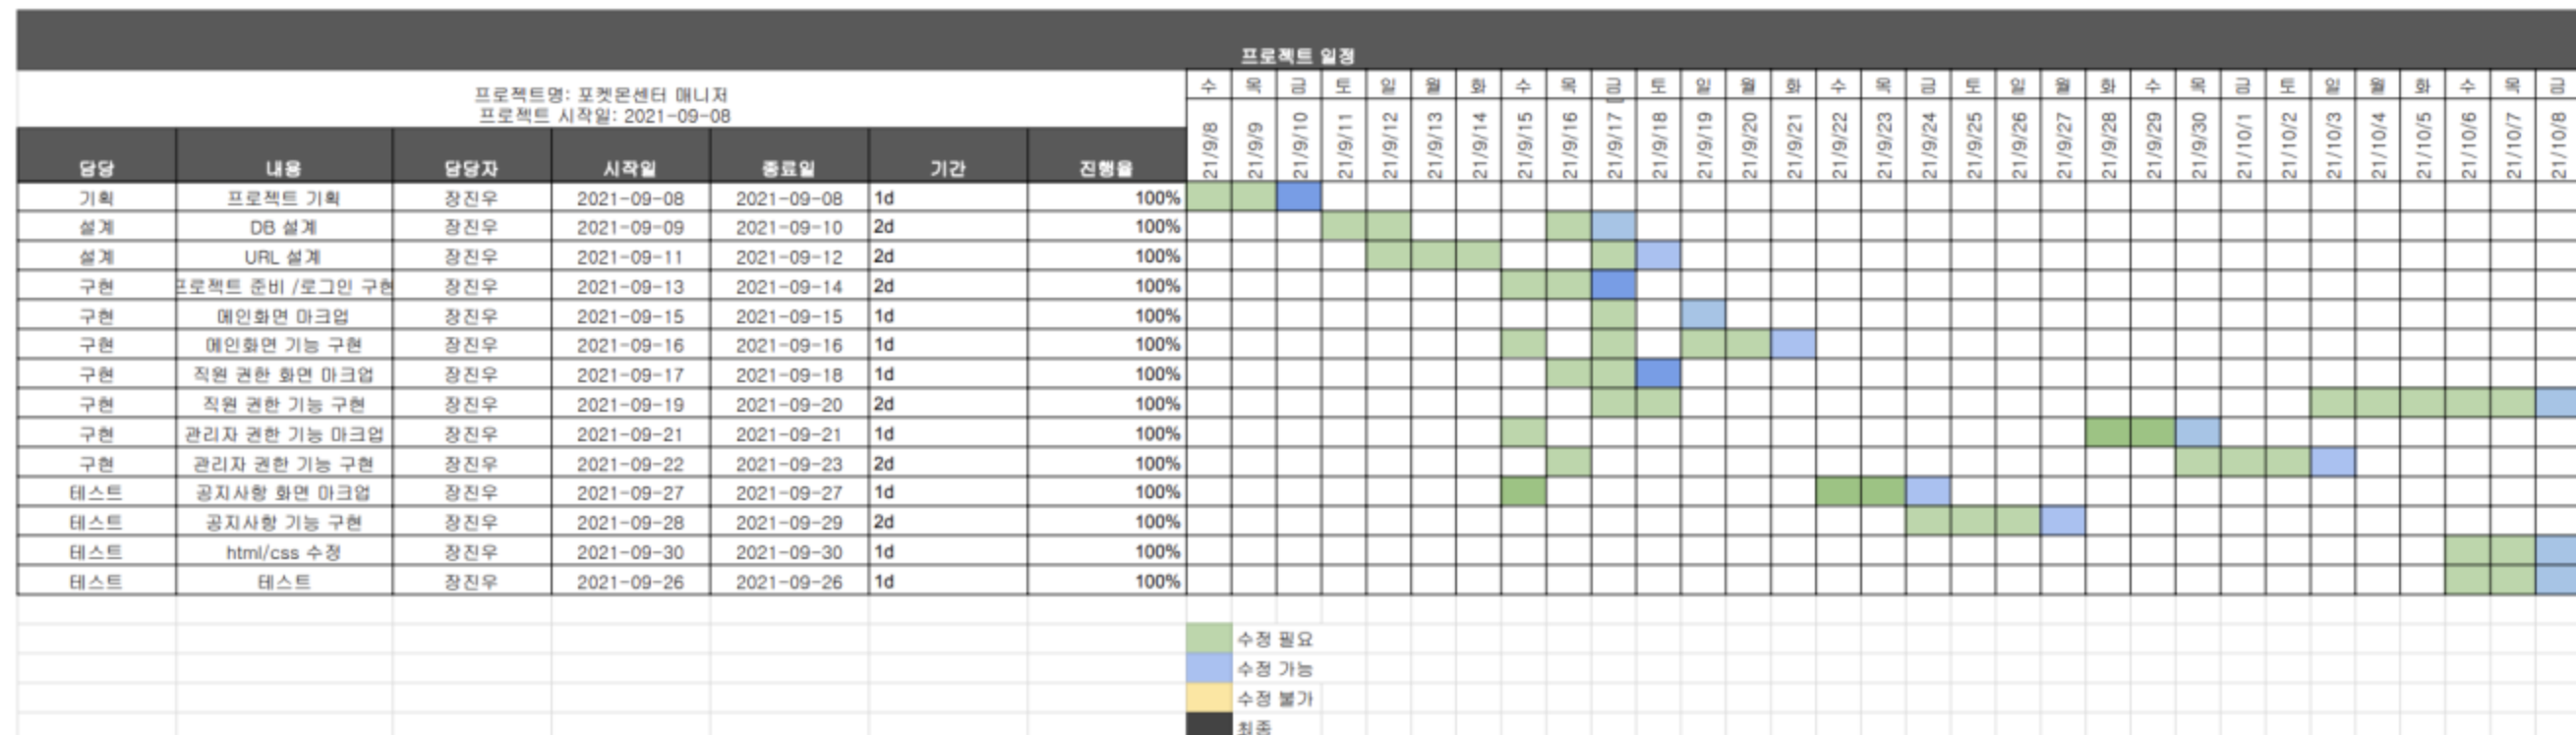 프로젝트 일정
프로젝트명: 포켓몬센터 매니저
프로젝트 시작일: 2021-09-08
수 목 금 토 일 월 화 수 목 금 토 일 월 화 수 목 금 토 일 월 화 수 목 금 토 일 월 화 수 목 금
21/9/8 21/9/9 21/9/10 21/9/11 21/9/12 21/9/13 21/9/14 21/9/15 21/9/16 21/9/17 21/9/18 21/9/19 21/9/20 21/9/21 21/9/22 21/9/23 21/9/24 21/9/25 21/9/26 21/9/27 21/9/28 21/9/29 21/9/30 21/10/1 21/10/2 21/10/3 21/10/4 21/10/5 21/10/6 21/10/7 21/10/8
담당 내용 담당자 시작일 종료일 기간 진행율
기획 프로젝트 기획 장진우 2021-09-08 2021-09-08 1d 100%
설계 DB 설계 장진우 2021-09-09 2021-09-10 2d 100%
설계 URL 설계 장진우 2021-09-11 2021-09-12 2d 100%
구현 프로젝트 준비 /로그인 구현 장진우 2021-09-13 2021-09-14 2d 100%
구현 메인화면 마크업 장진우 2021-09-15 2021-09-15 1d 100%
구현 메인화면 기능 구현 장진우 2021-09-16 2021-09-16 1d 100%
구현 직원 권한 화면 마크업 장진우 2021-09-17 2021-09-18 1d 100%
구현 직원 권한 기능 구현 장진우 2021-09-19 2021-09-20 2d 100%
구현 관리자 권한 기능 마크업 장진우 2021-09-21 2021-09-21 1d 100%
구현 관리자 권한 기능 구현 장진우 2021-09-22 2021-09-23 2d 100%
테스트 공지사항 화면 마크업 장진우 2021-09-27 2021-09-27 1d 100%
테스트 공지사항 기능 구현 장진우 2021-09-28 2021-09-29 2d 100%
테스트 html/css 수정 장진우 2021-09-30 2021-09-30 1d 100%
테스트 테스트 장진우 2021-09-26 2021-09-26 1d 100%
수정 필요
수정 가능
수정 불가
최종